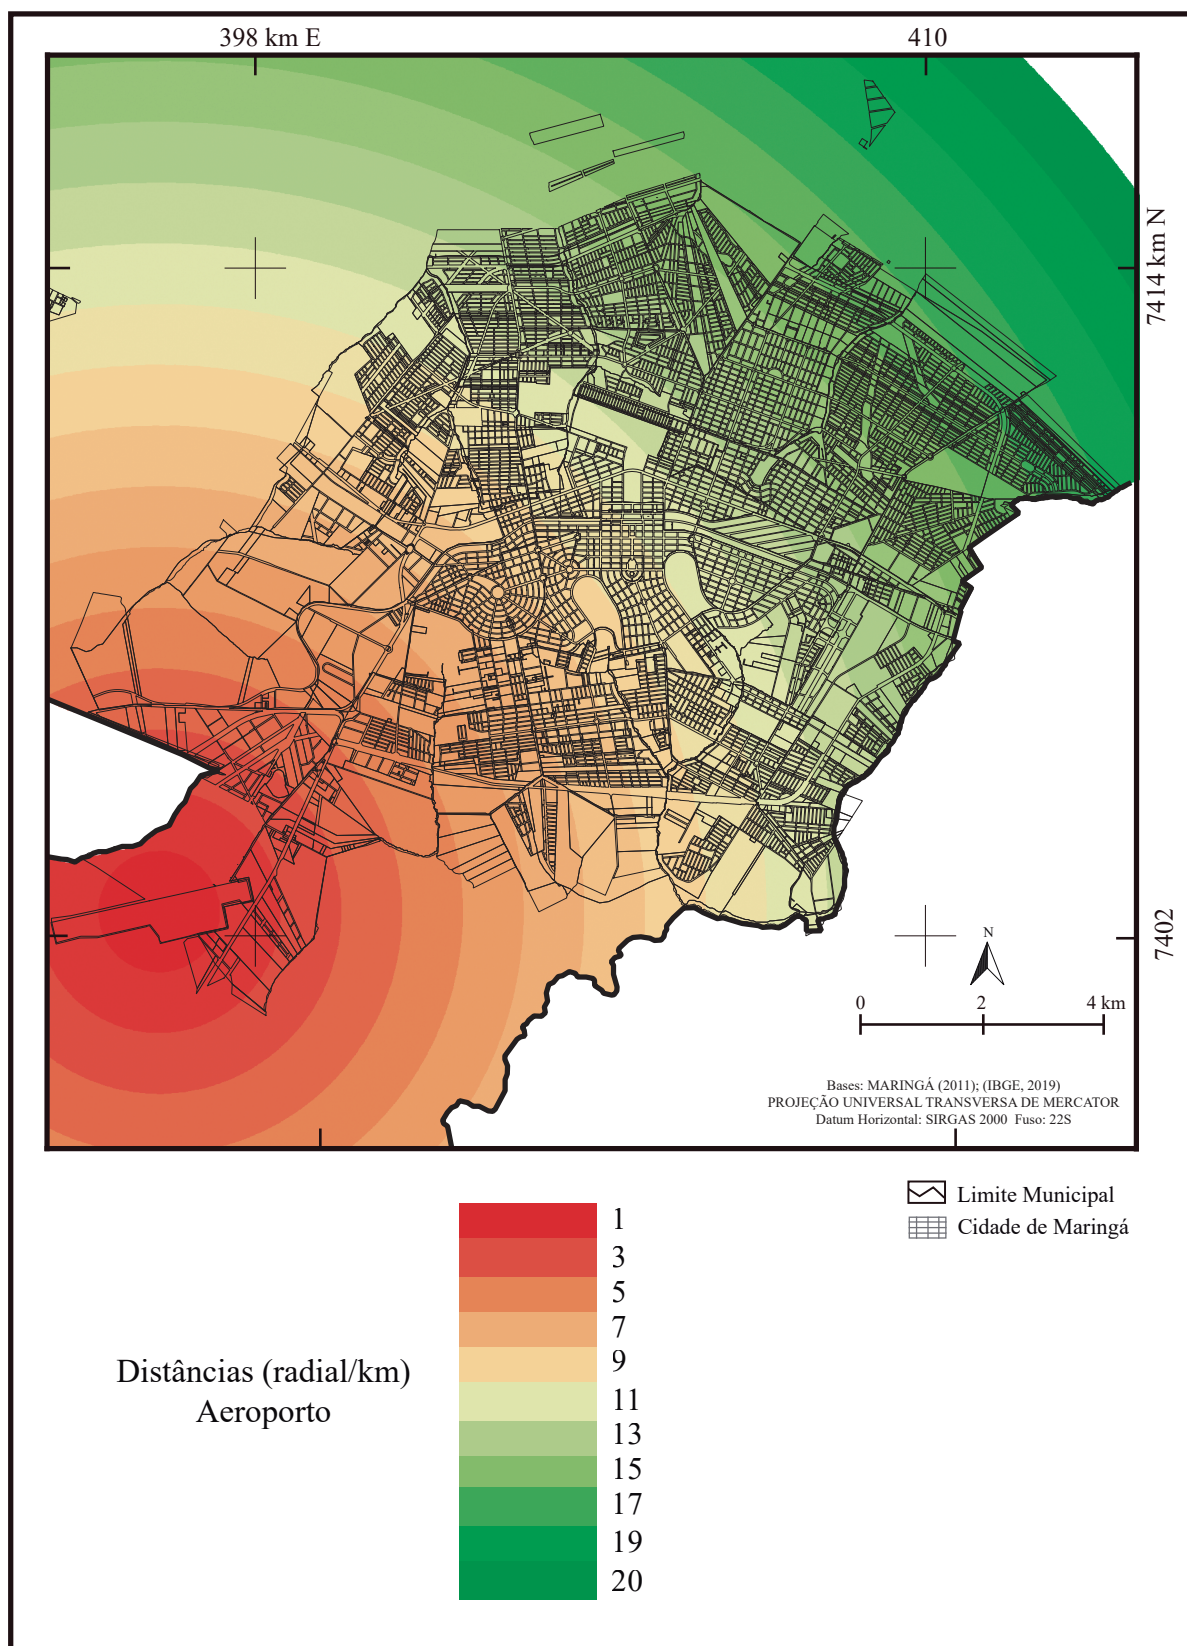 398 km E
410
7414 km N
7402
N
0 2 4 km
Bases: MARINGÁ (2011); (IBGE, 2019)
PROJEÇÃO UNIVERSAL TRANSVERSA DE MERCATOR
Datum Horizontal: SIRGAS 2000 Fuso: 22S
Limite Municipal
Cidade de Maringá
Distâncias (radial/km)
Aeroporto
1
3
5
7
9
11
13
15
17
19
20